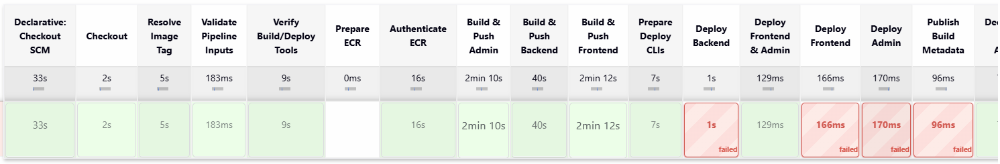 Declarative: Checkout SCM
Checkout
Resolve Image Tag
Validate Pipeline Inputs
Verify Build/Deploy Tools
Prepare ECR
Authenticate ECR
Build & Push Admin
Build & Push Backend
Build & Push Frontend
Prepare Deploy CLIs
Deploy Backend
Deploy Frontend & Admin
Deploy Frontend
Deploy Admin
Publish Build Metadata
33s 2s 5s 183ms 9s 0ms 16s 2min 10s 40s 2min 12s 7s 1s 129ms 166ms 170ms 96ms
33s 2s 5s 183ms 9s 16s 2min 10s 40s 2min 12s 7s 1s 129ms 166ms 170ms 96ms
failed failed failed failed